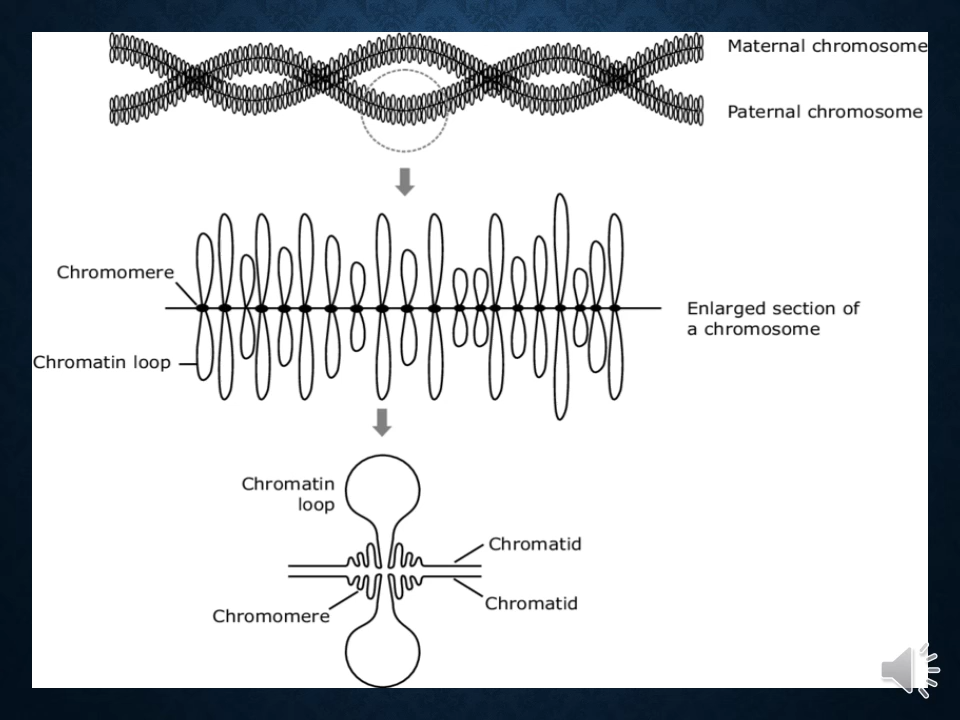 Maternal chromosome
Paternal chromosome
Chromomere
Enlarged section of
a chromosome
Chromatin loop
Chromatin
loop
Chromatid
Chromatid
Chromomere